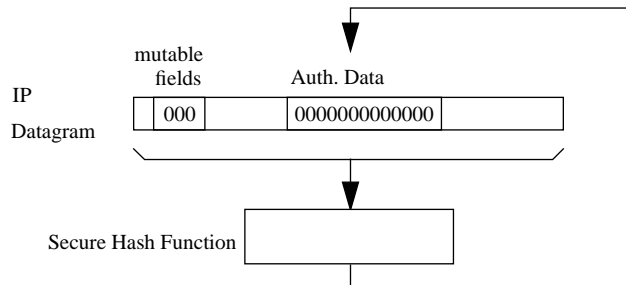 mutable
fields
Auth. Data
IP
Datagram
000
0000000000000
Secure Hash Function